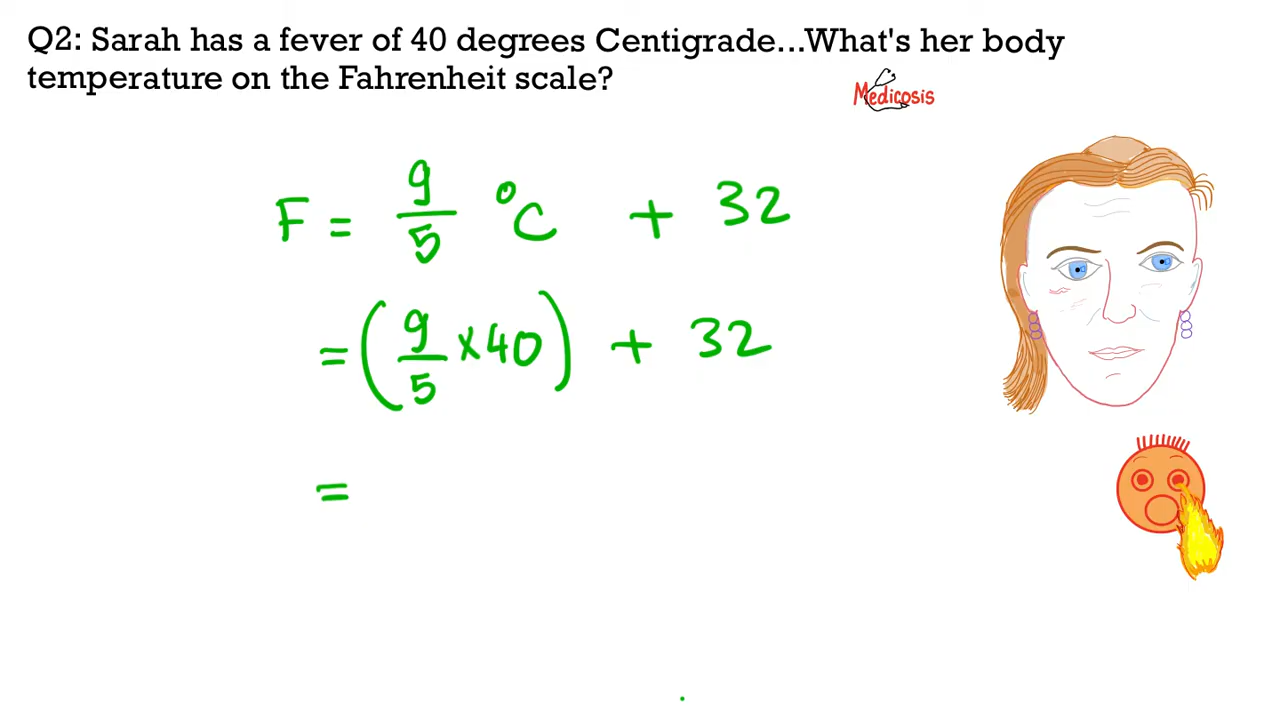 Q2: Sarah has a fever of 40 degrees Centigrade...What's her body
temperature on the Fahrenheit scale?
Medicosis
F = 9/5 °C + 32
= (9/5 × 40) + 32
=